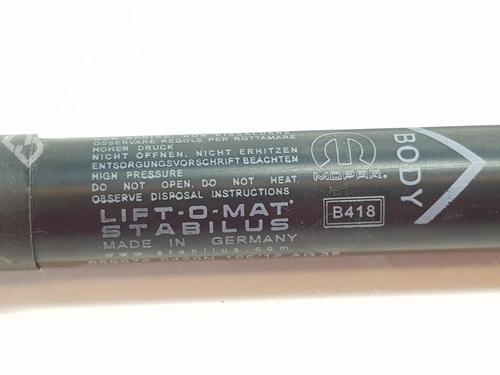 OSSERVARE REGOLE PER ROTTAMARE
HOHER DRUCK
NICHT ÖFFNEN, NICHT ERHITZEN
ENTSORGUNGSVORSCHRIFT BEACHTEN
HIGH PRESSURE
DO NOT OPEN. DO NOT HEAT.
OBSERVE DISPOSAL INSTRUCTIONS
LIFT-O-MAT®
STABILUS
MADE IN GERMANY
www.stabilus.com
MOPAR
B418
BODY